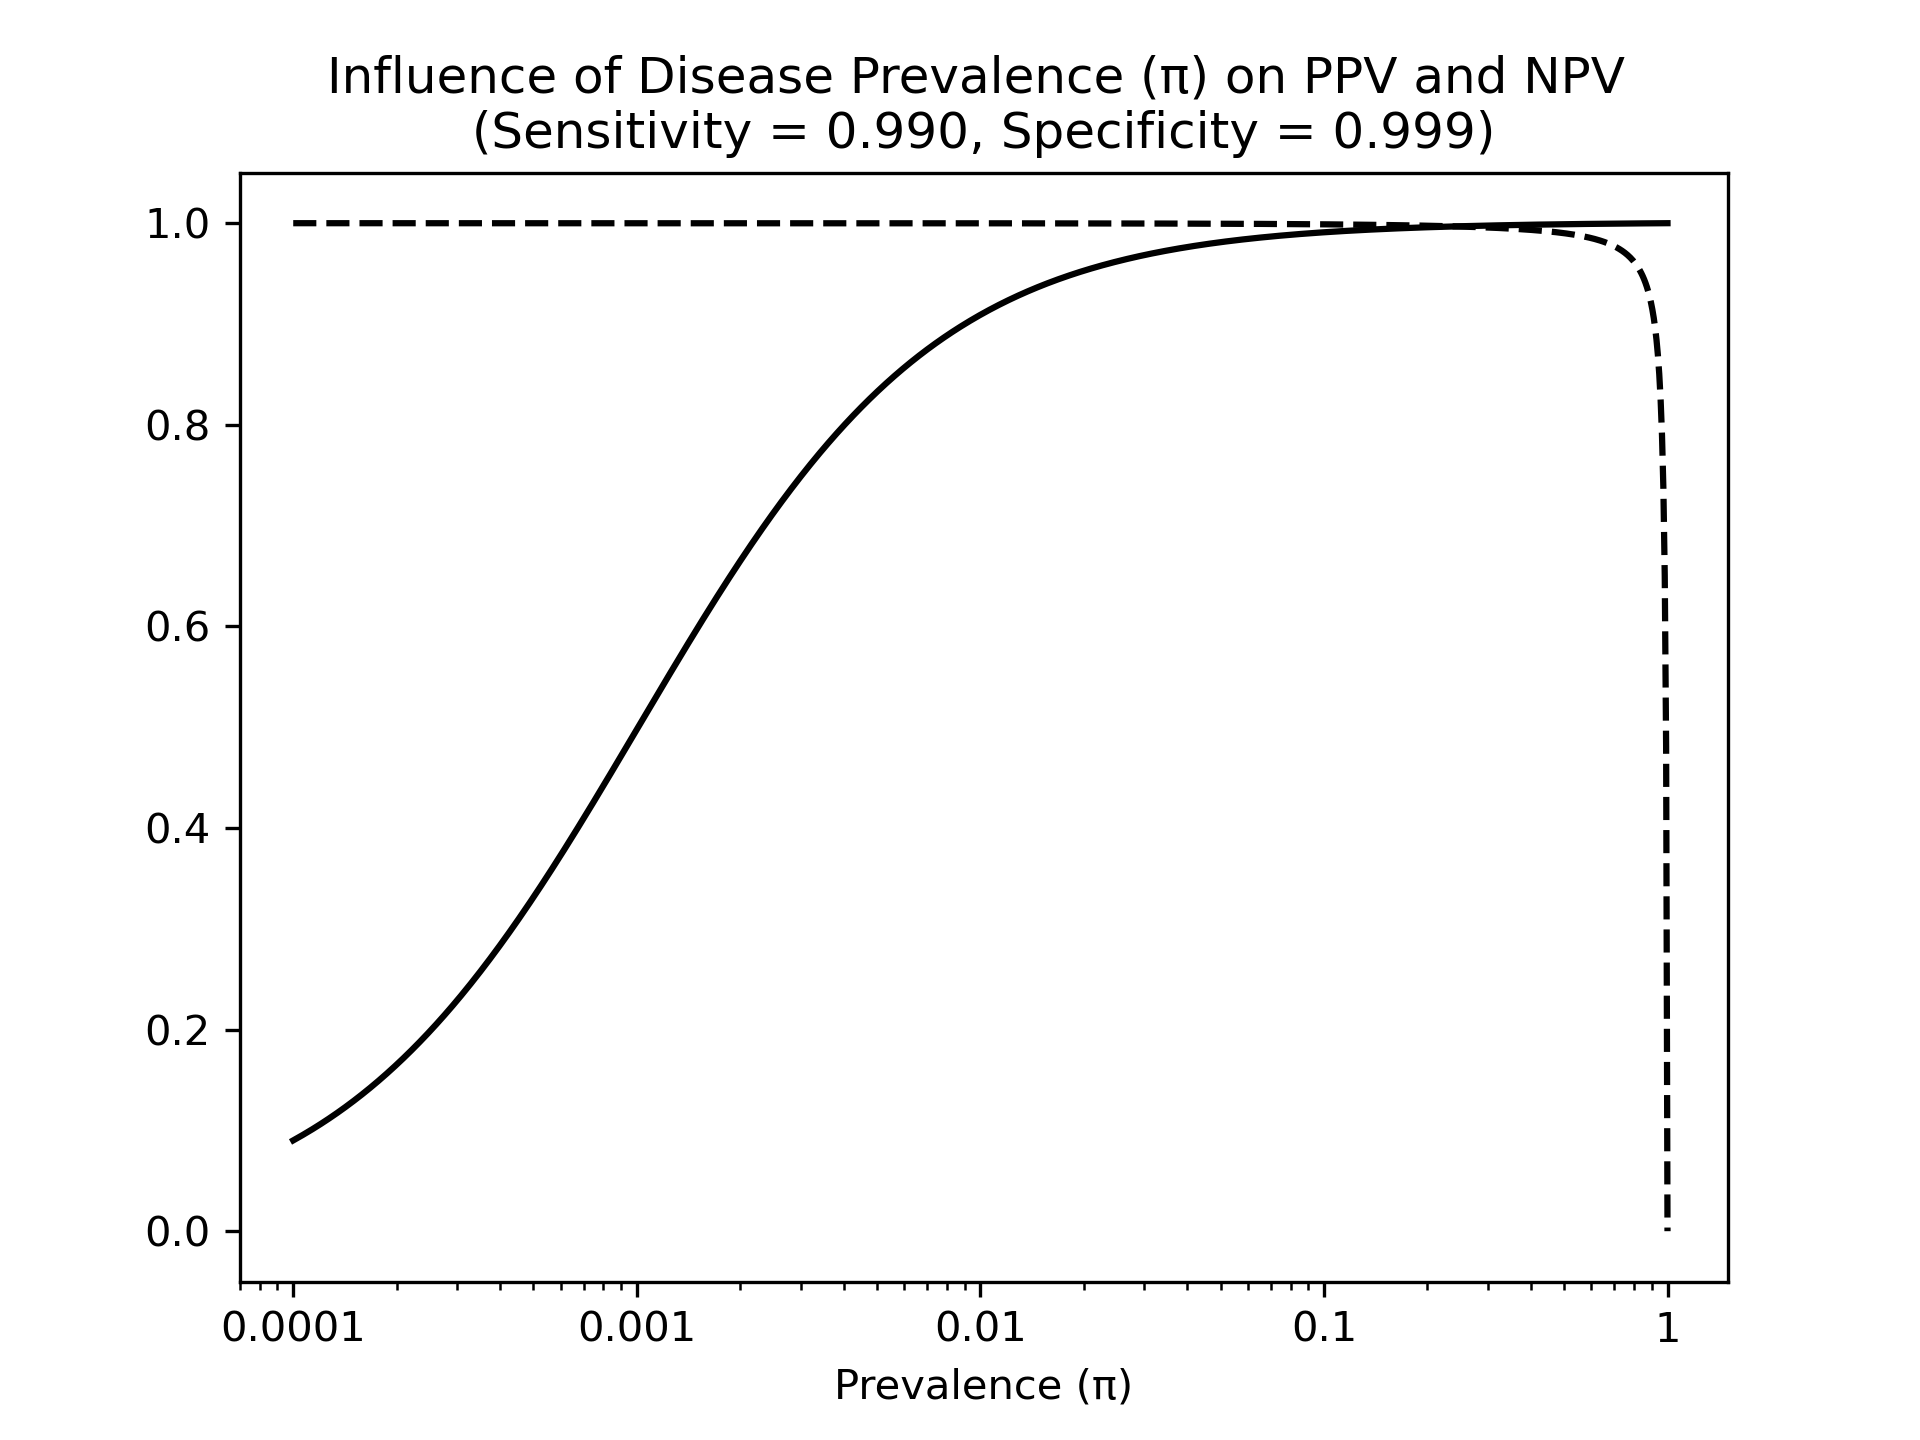 Influence of Disease Prevalence (π) on PPV and NPV
(Sensitivity = 0.990, Specificity = 0.999)
1.0
0.8
0.6
0.4
0.2
0.0
0.0001 0.001 0.01 0.1 1
Prevalence (π)